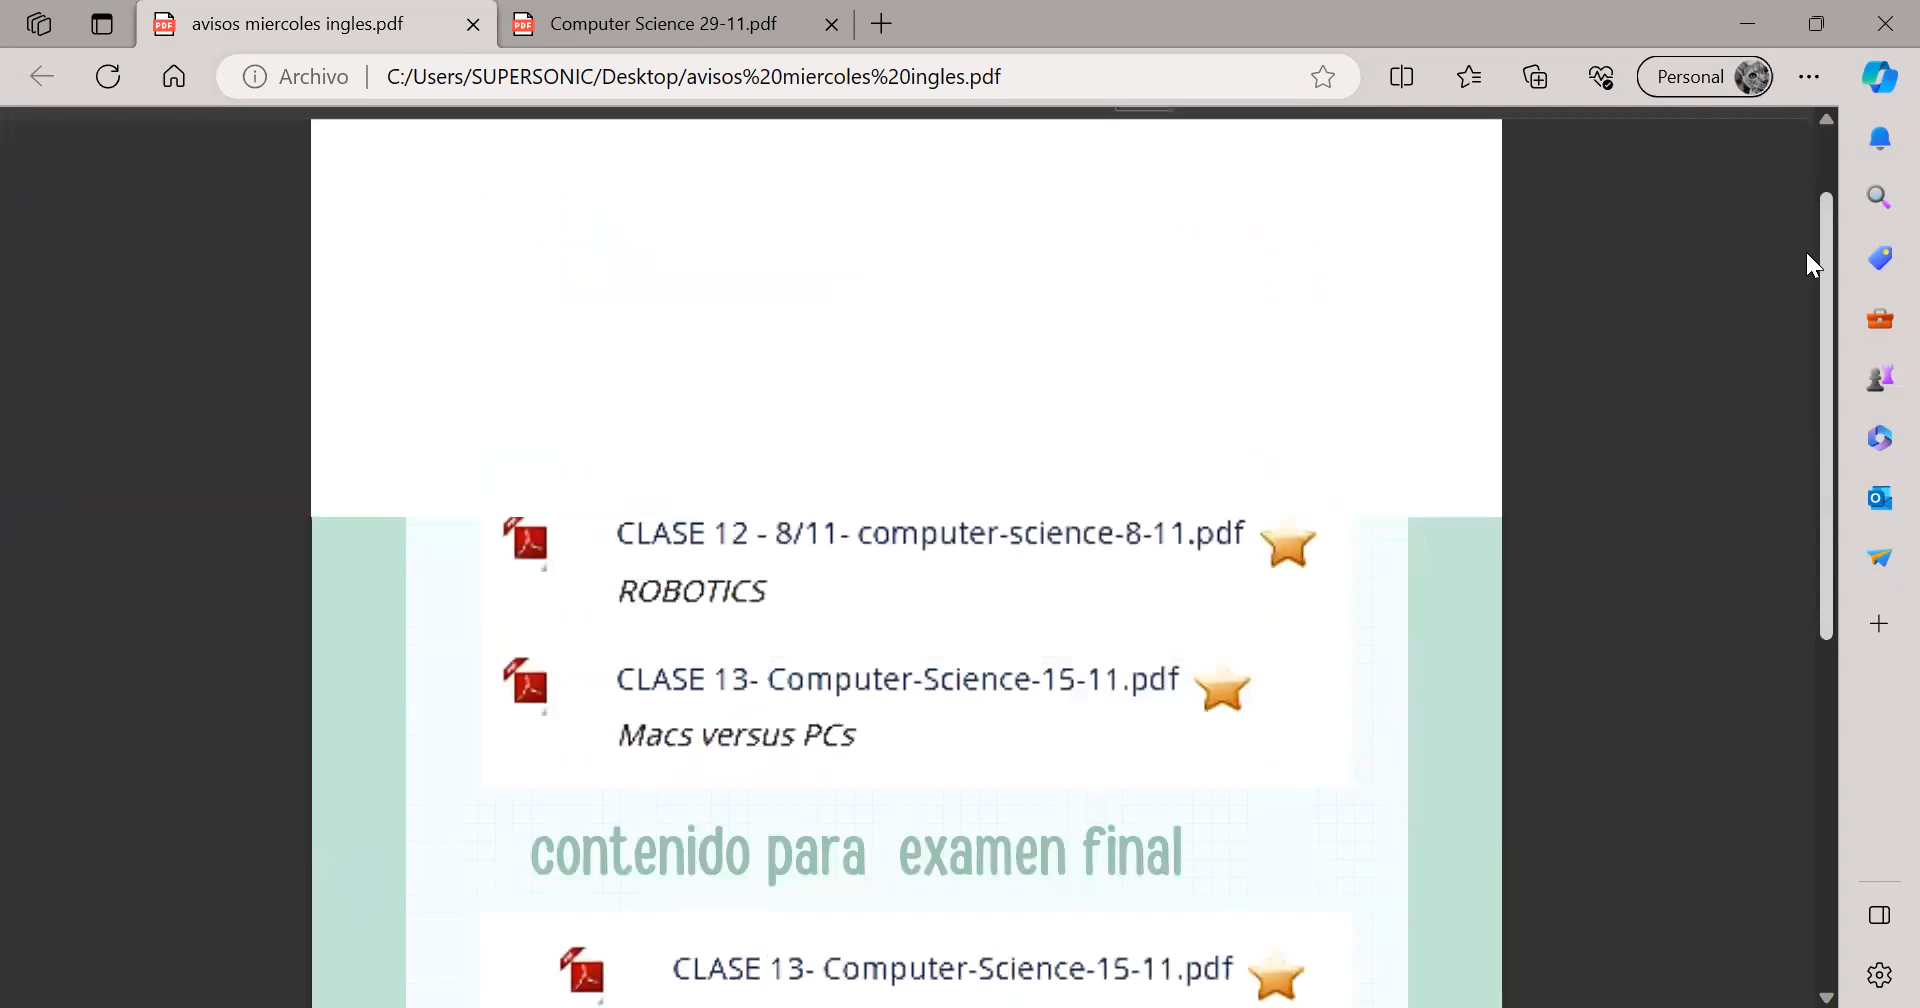 avisos miercoles ingles.pdf
Computer Science 29-11.pdf
Archivo
C:/Users/SUPERSONIC/Desktop/avisos%20miercoles%20ingles.pdf
Personal
CLASE 12 - 8/11- computer-science-8-11.pdf
ROBOTICS
CLASE 13- Computer-Science-15-11.pdf
Macs versus PCs
contenido para examen final
CLASE 13- Computer-Science-15-11.pdf